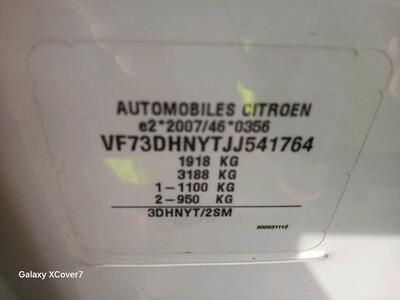 AUTOMOBILES CITROEN
e2*2007/46*0356
VF73DHNYTJJ541764
1918 KG
3188 KG
1-1100 KG
2-950 KG
3DHNYT/2SM
200531112
Galaxy XCover7